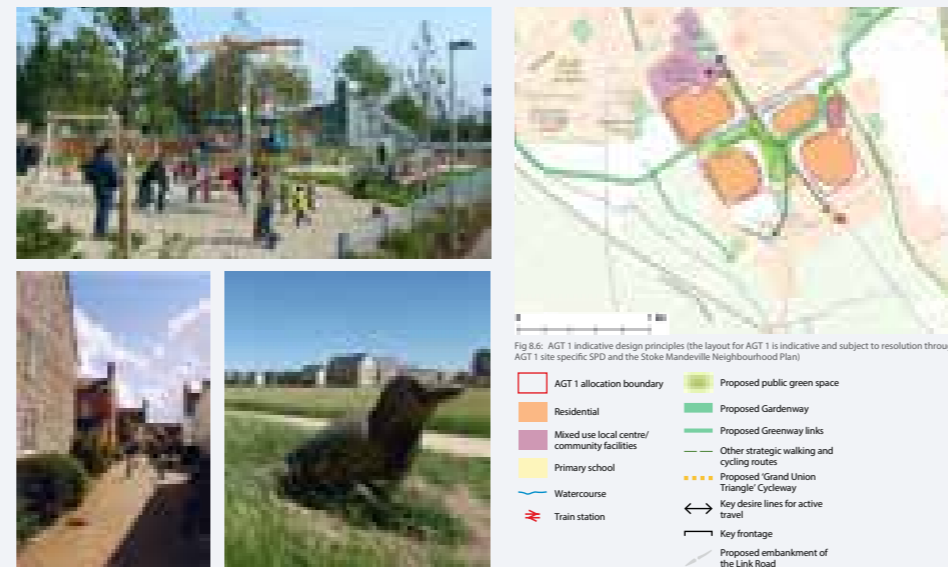 Fig 8.6: AGT 1 indicative design principles (the layout for AGT 1 is indicative and subject to resolution
AGT 1 site specific SPD and the Stoke Mandeville Neighbourhood Plan)
AGT 1 allocation boundary
Residential
Mixed use local centre/
community facilities
Primary school
Watercourse
Train station
Proposed public green space
Proposed Gardenway
Proposed Greenway links
Other strategic walking and
cycling routes
Proposed 'Grand Union
Triangle' Cycleway
Key desire lines for active
travel
Key frontage
Proposed embankment of
the Link Road